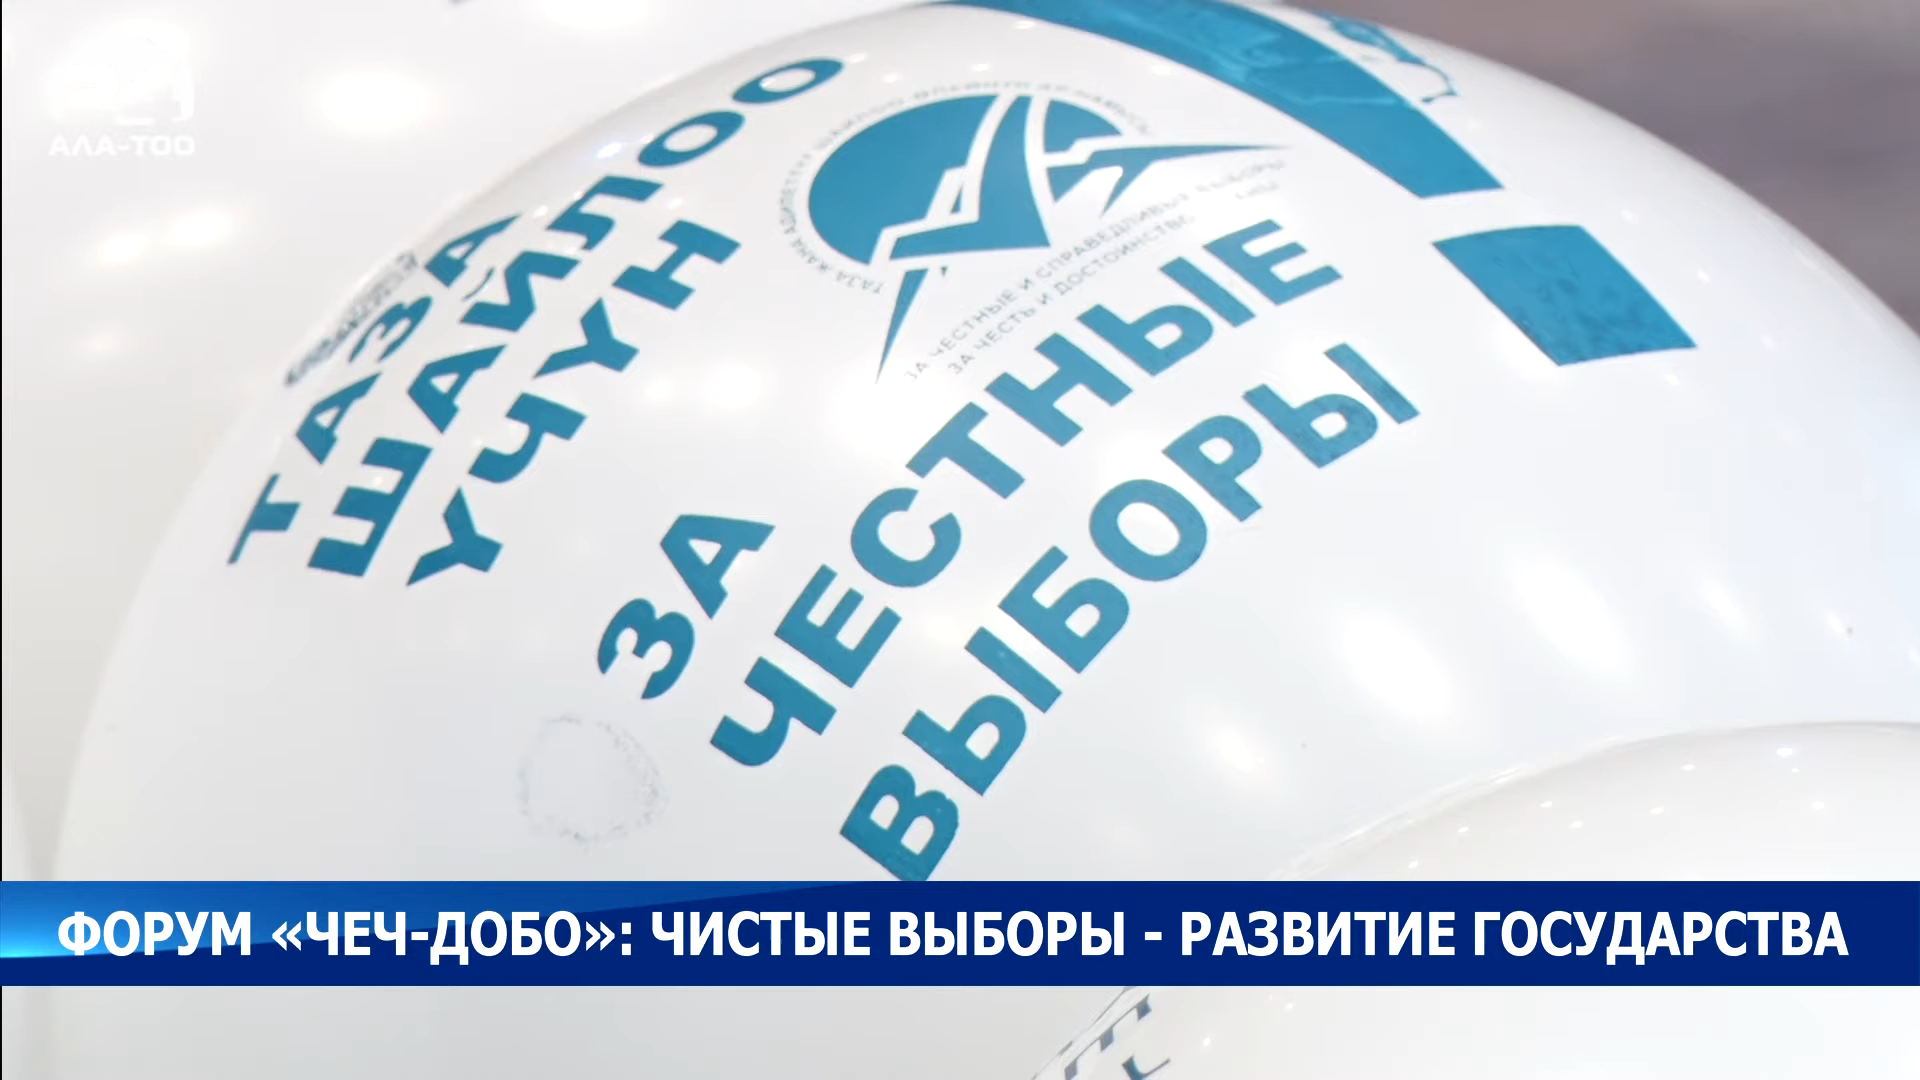 АЛА-ТОО
ТАЗА
ШАЙЛОО
ҮЧҮН
ЗА ЧЕСТНЫЕ И СПРАВЕДЛИВЫЕ ВЫБОРЫ
ЗА ЧЕСТЬ И ДОСТОИНСТВО
ЗА
ЧЕСТНЫЕ
ВЫБОРЫ
!
ФОРУМ «ЧЕЧ-ДОБО»: ЧИСТЫЕ ВЫБОРЫ - РАЗВИТИЕ ГОСУДАРСТВА